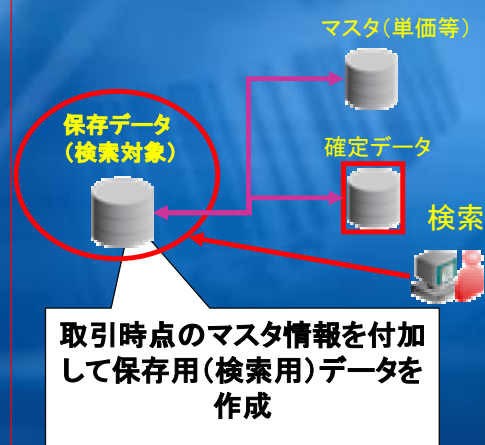 マスタ(単価等)
保存データ
(検索対象)
確定データ
検索
取引時点のマスタ情報を付加
して保存用(検索用)データを
作成